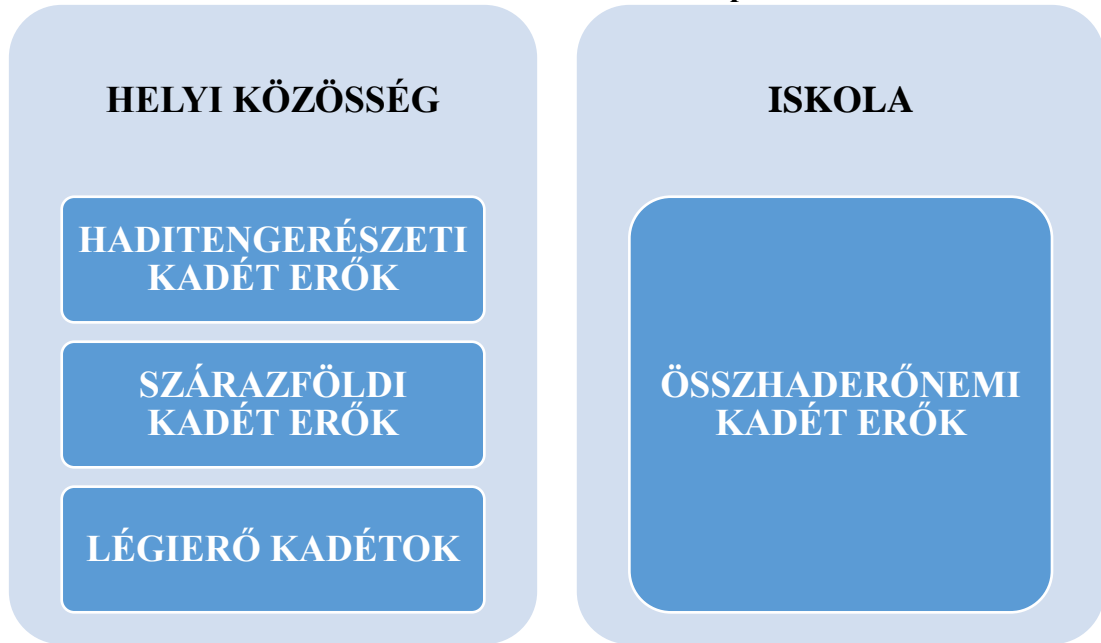 HELYI KÖZÖSSÉG
HADITENGERÉSZETI
KADÉT ERŐK
SZÁRAZFÖLDI
KADÉT ERŐK
LÉGIERŐ KADÉTOK
ISKOLA
ÖSSZHADERŐNEMI
KADÉT ERŐK